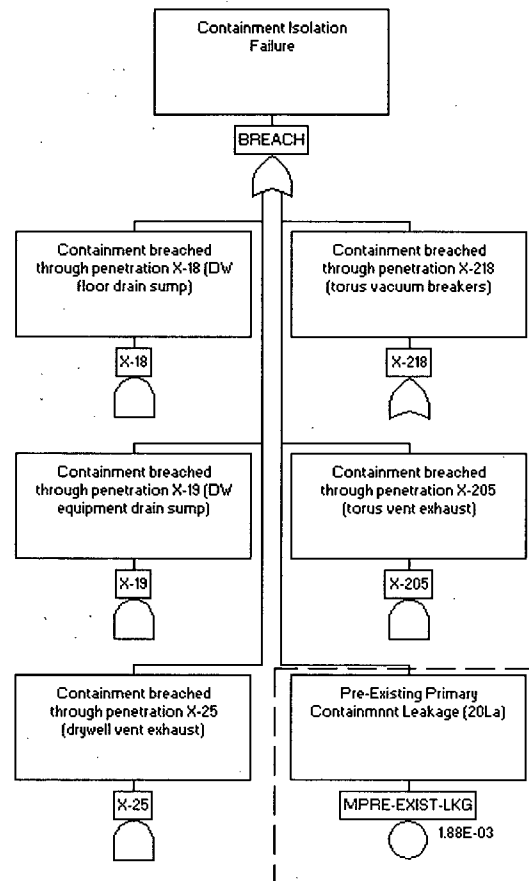 Containment Isolation
Failure
BREACH
Containment breached
through penetration X-18 (DW
floor drain sump)
X-18
Containment breached
through penetration X-218
(torus vacuum breakers)
X-218
Containment breached
through penetration X-19 (DW
equipment drain sump)
X-19
Containment breached
through penetration X-205
(torus vent exhaust)
X-205
Containment breached
through penetration X-25
(drywell vent exhaust)
X-25
Pre-Existing Primary
Containmnnt Leakage (20La)
MPRE-EXIST-LKG
1.88E-03